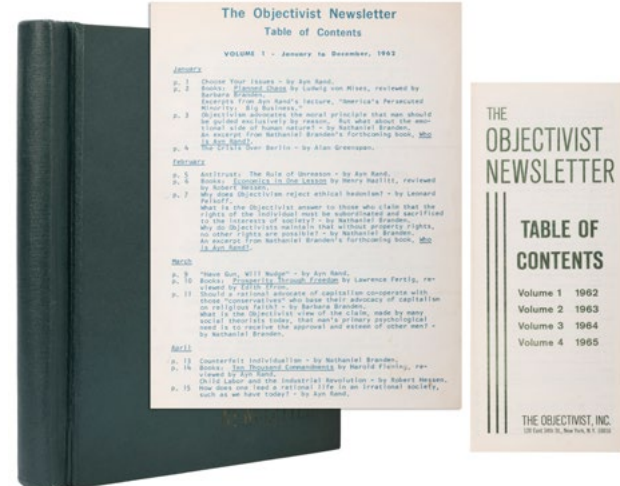 The Objectivist Newsletter
Table of Contents
VOLUME 1 - January to December, 1962
January
p. 1 Choose Your Issues - by Ayn Rand.
p. 2 Books: Planned Chaos by Ludwig von Mises, reviewed by
Barbara Branden.
Excerpts from Ayn Rand's lecture, "America's Persecuted
Minority: Big Business."
p. 3 Objectivism advocates the moral principle that man should
be guided exclusively by reason. But what about the emo-
tional side of human nature? - by Nathaniel Branden.
An excerpt from Nathaniel Branden's forthcoming book, Who
is Ayn Rand?.
p. 4 The Crisis Over Berlin - by Alan Greenspan.
February
p. 5 Antitrust: The Rule of Unreason - by Ayn Rand.
p. 6 Books: Economics in One Lesson by Henry Hazlitt, reviewed
by Robert Hessen.
p. 7 Why does Objectivism reject ethical hedonism? - by Leonard
Peikoff.
What is the Objectivist answer to those who claim that the
rights of the individual must be subordinated and sacrificed
to the interests of society? - by Nathaniel Branden.
Why do Objectivists maintain that without property rights,
no other rights are possible? - by Nathaniel Branden.
An excerpt from Nathaniel Branden's forthcoming book, Who
is Ayn Rand?.
March
p. 9 "Have Gun, Will Nudge" - by Ayn Rand.
p. 10 Books: Prosperity Through Freedom by Lawrence Fertig, re-
viewed by Edith Efron.
p. 11 Should a rational advocate of capitalism co-operate with
those "conservatives" who base their advocacy of capitalism
on religious faith? - by Barbara Branden.
What is the Objectivist view of the claim, made by many
social theorists today, that man's primary psychological
need is to receive the approval and esteem of other men? -
by Nathaniel Branden.
April
p. 13 Counterfeit Individualism - by Nathaniel Branden.
p. 14 Books: Ten Thousand Commandments by Harold Fleming, re-
viewed by Ayn Rand.
Child Labor and the Industrial Revolution - by Robert Hessen.
p. 15 How does one lead a rational life in an irrational society,
such as we have today? - by Ayn Rand.
THE
OBJECTIVIST
NEWSLETTER
TABLE OF
CONTENTS
Volume 1 1962
Volume 2 1963
Volume 3 1964
Volume 4 1965
THE OBJECTIVIST, INC.
120 East 34th St., New York, N.Y. 10016